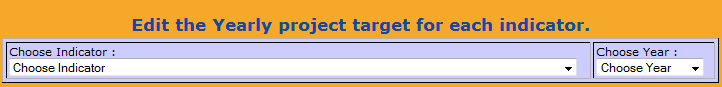 Edit the Yearly project target for each indicator.
Choose Indicator : Choose Year :
Choose Indicator Choose Year